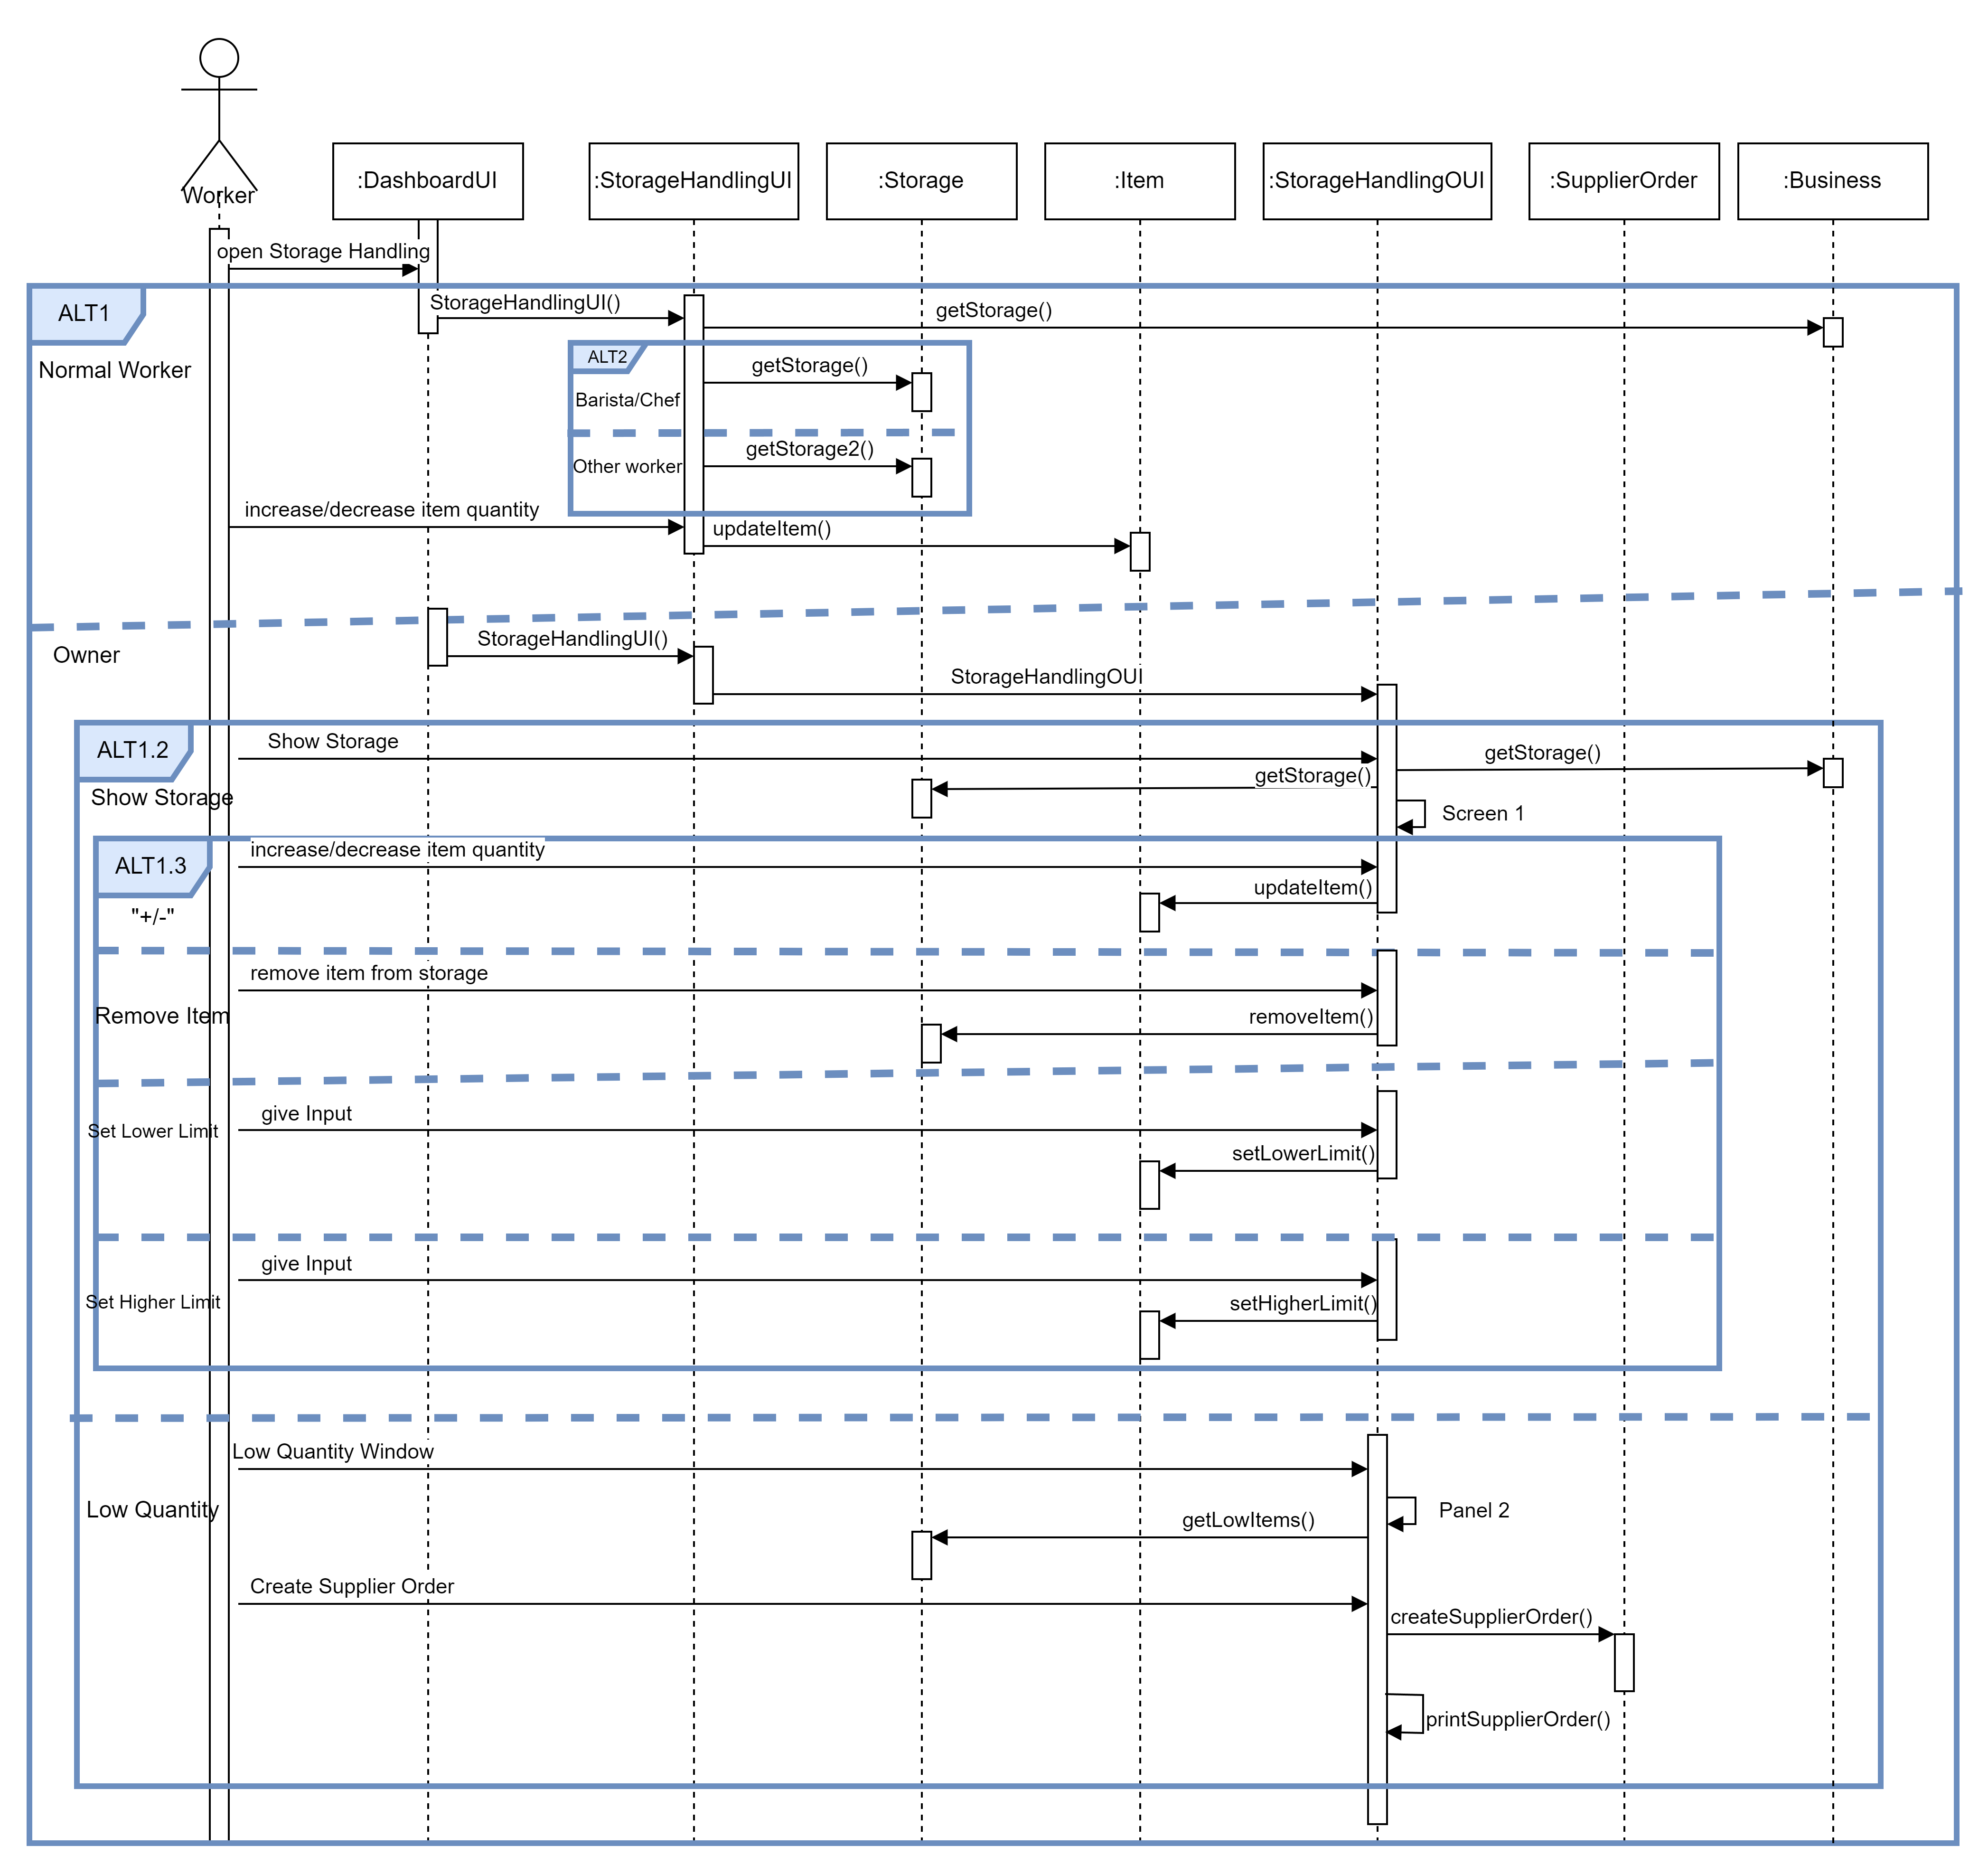 Worker
:DashboardUI
:StorageHandlingUI
:Storage
:Item
:StorageHandlingOUI
:SupplierOrder
:Business
open Storage Handling
ALT1
StorageHandlingUI()
getStorage()
Normal Worker
ALT2
getStorage()
Barista/Chef
getStorage2()
Other worker
increase/decrease item quantity
updateItem()
Owner
StorageHandlingUI()
StorageHandlingOUI
ALT1.2
Show Storage
getStorage()
getStorage()
Show Storage
Screen 1
ALT1.3
increase/decrease item quantity
updateItem()
"+/-"
remove item from storage
Remove Item
removeItem()
give Input
Set Lower Limit
setLowerLimit()
give Input
Set Higher Limit
setHigherLimit()
Low Quantity Window
Low Quantity
Panel 2
getLowItems()
Create Supplier Order
createSupplierOrder()
printSupplierOrder()